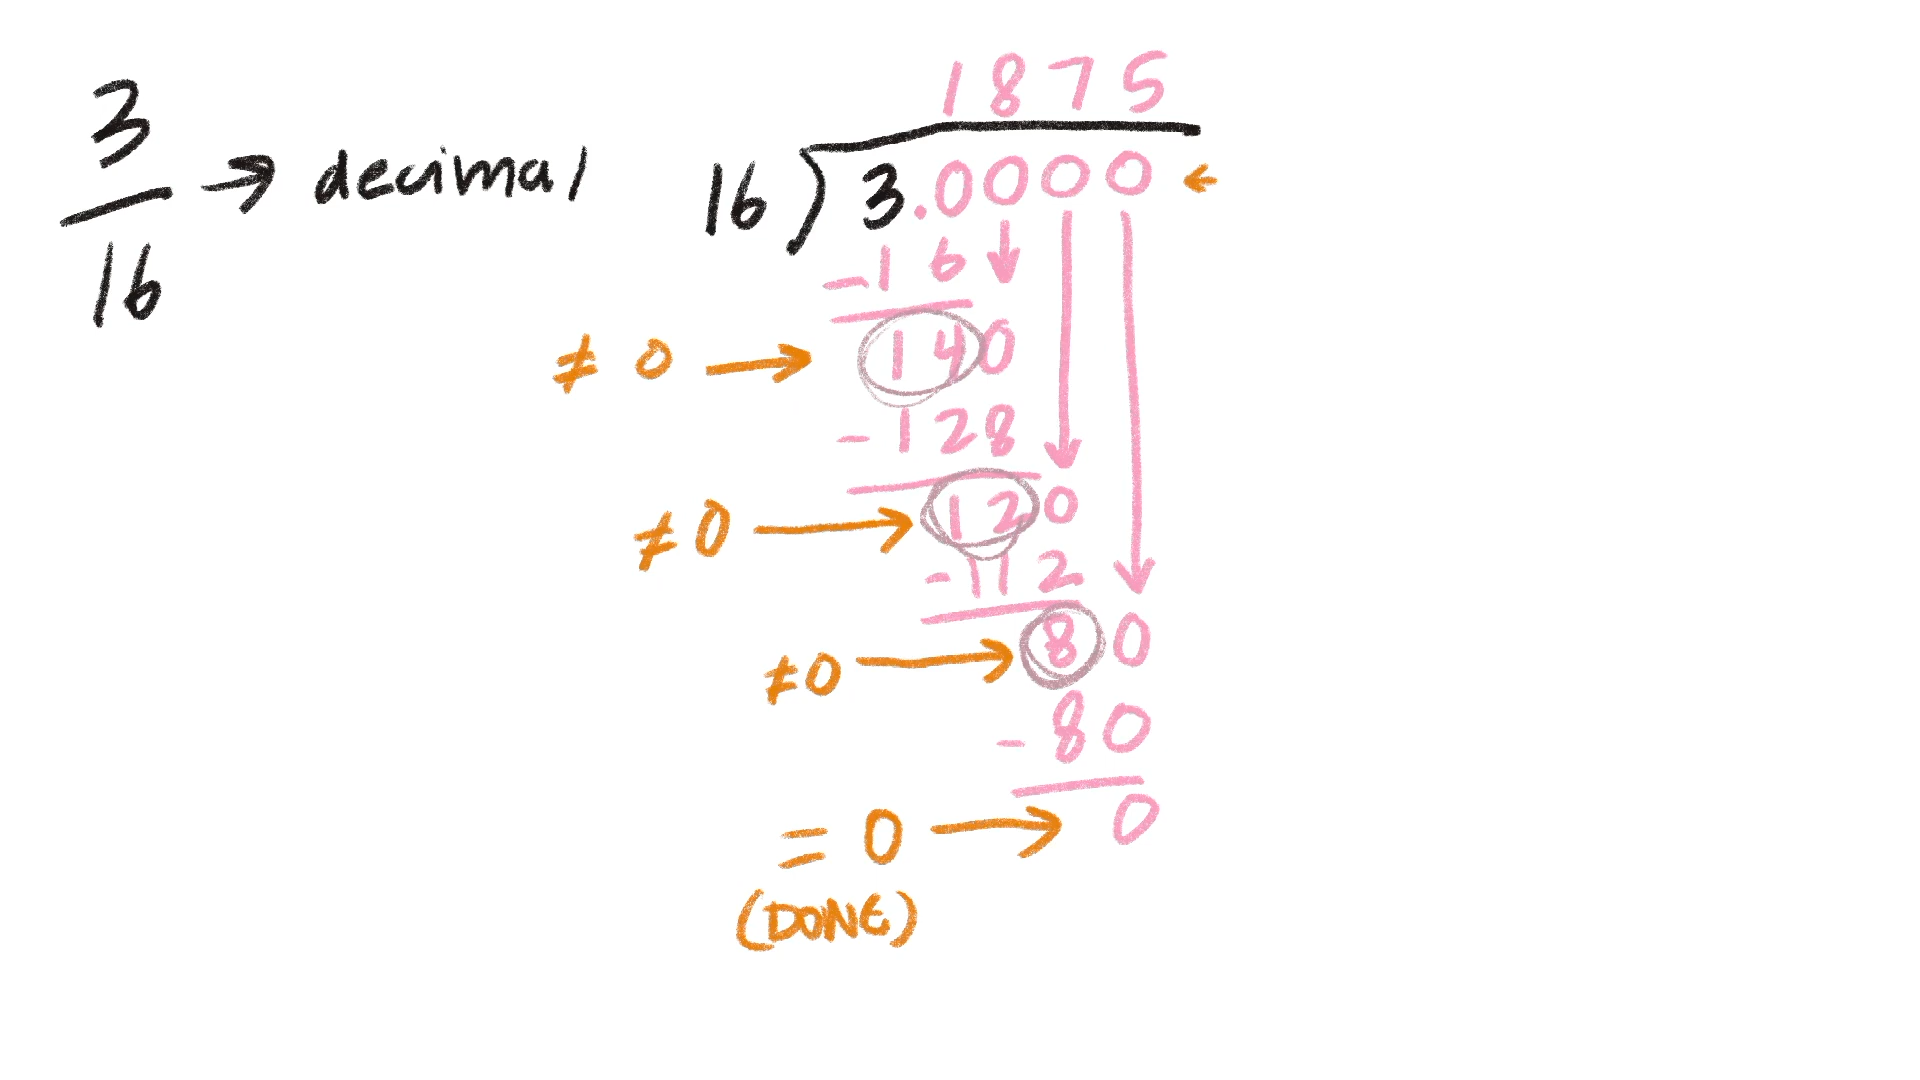 1875
3/16 → decimal
16)3.0000 ←
-16
≠ 0 → 140
-128
≠ 0 → 120
-112
≠0 → 80
-80
= 0 → 0
(DONE)